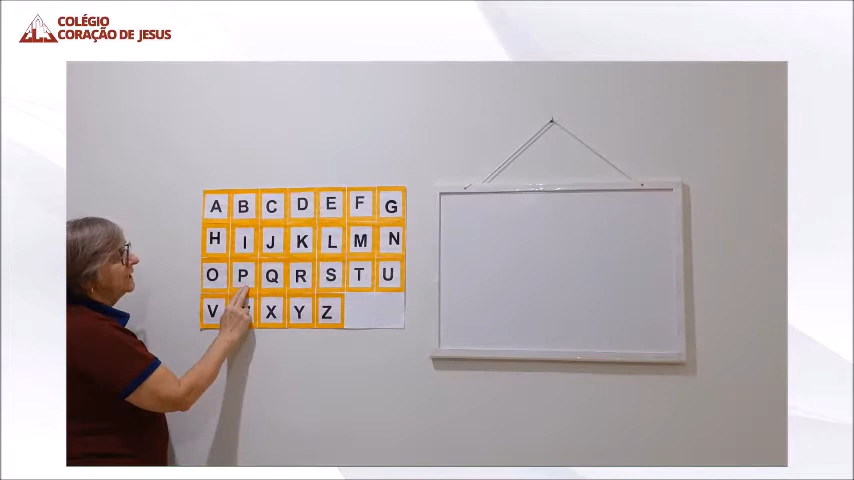 COLÉGIO
CORAÇÃO DE JESUS
A B C D E F G
H I J K L M N
O P Q R S T U
V X Y Z